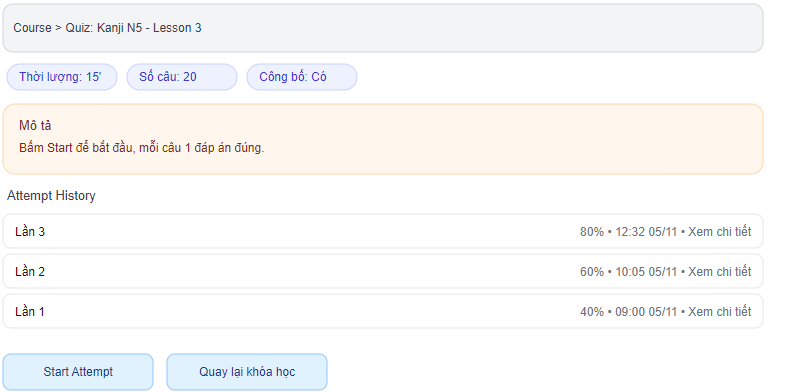 Course > Quiz: Kanji N5 - Lesson 3
Thời lượng: 15' Số câu: 20 Công bố: Có
Mô tả
Bấm Start để bắt đầu, mỗi câu 1 đáp án đúng.
Attempt History
Lần 3 80% • 12:32 05/11 • Xem chi tiết
Lần 2 60% • 10:05 05/11 • Xem chi tiết
Lần 1 40% • 09:00 05/11 • Xem chi tiết
Start Attempt Quay lại khóa học